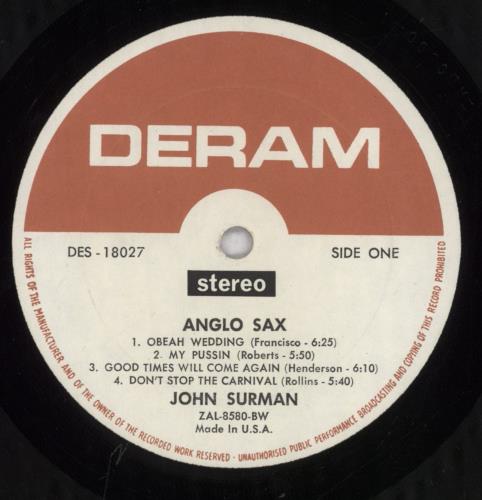 DERAM
DES - 18027
SIDE ONE
stereo
ANGLO SAX
1. OBEAH WEDDING (Francisco - 6:25)
2. MY PUSSIN (Roberts - 5:50)
3. GOOD TIMES WILL COME AGAIN (Henderson - 6:10)
4. DON'T STOP THE CARNIVAL (Rollins - 5:40)
JOHN SURMAN
ZAL-8580-BW
Made In U.S.A.
ALL RIGHTS OF THE MANUFACTURER AND OF THE OWNER OF THE RECORDED WORK RESERVED - UNAUTHORISED PUBLIC PERFORMANCE BROADCASTING AND COPYING OF THIS RECORD PROHIBITED